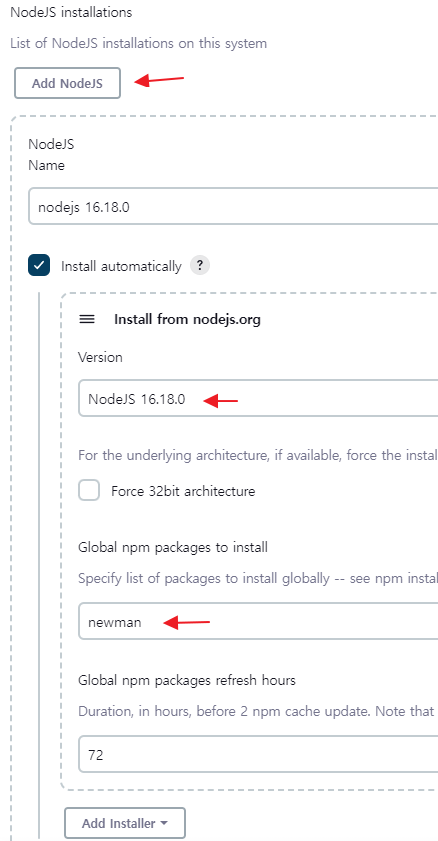 NodeJS installations
List of NodeJS installations on this system
Add NodeJS
NodeJS
Name
nodejs 16.18.0
Install automatically ?
Install from nodejs.org
Version
NodeJS 16.18.0
For the underlying architecture, if available, force the instal
Force 32bit architecture
Global npm packages to install
Specify list of packages to install globally -- see npm instal
newman
Global npm packages refresh hours
Duration, in hours, before 2 npm cache update. Note that
72
Add Installer